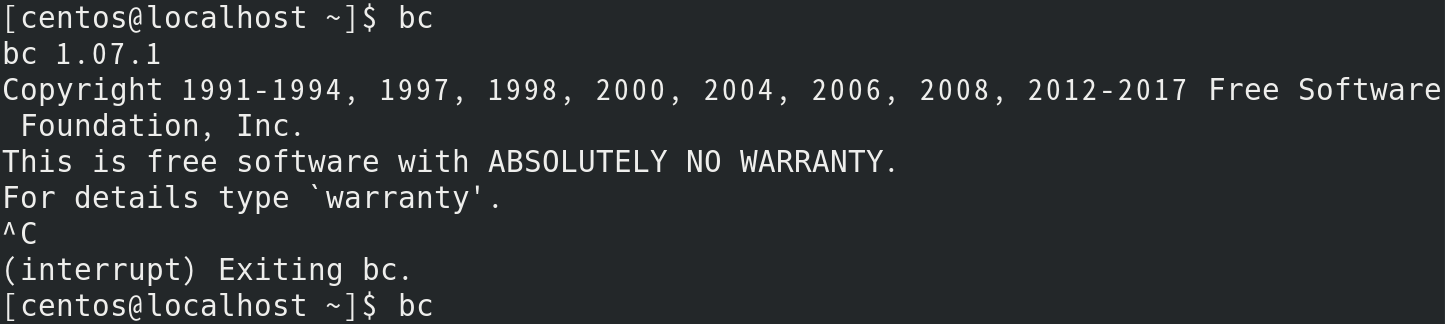 [centos@localhost ~]$ bc
bc 1.07.1
Copyright 1991-1994, 1997, 1998, 2000, 2004, 2006, 2008, 2012-2017 Free Software
 Foundation, Inc.
This is free software with ABSOLUTELY NO WARRANTY.
For details type `warranty'.
^C
(interrupt) Exiting bc.
[centos@localhost ~]$ bc